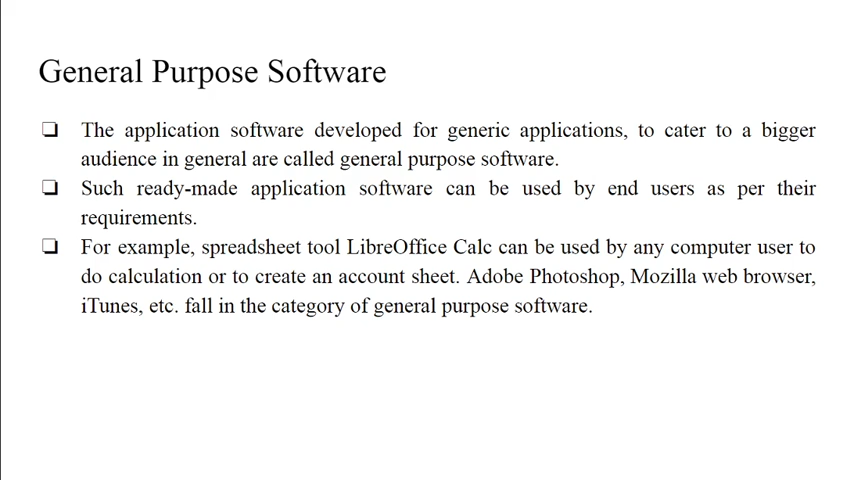 General Purpose Software
❏ The application software developed for generic applications, to cater to a bigger
audience in general are called general purpose software.
❏ Such ready-made application software can be used by end users as per their
requirements.
❏ For example, spreadsheet tool LibreOffice Calc can be used by any computer user to
do calculation or to create an account sheet. Adobe Photoshop, Mozilla web browser,
iTunes, etc. fall in the category of general purpose software.